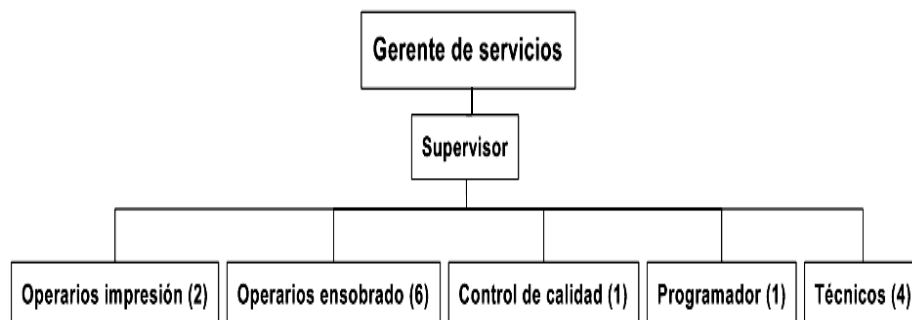 Gerente de servicios
Supervisor
Operarios impresión (2)
Operarios ensobrado (6)
Control de calidad (1)
Programador (1)
Técnicos (4)